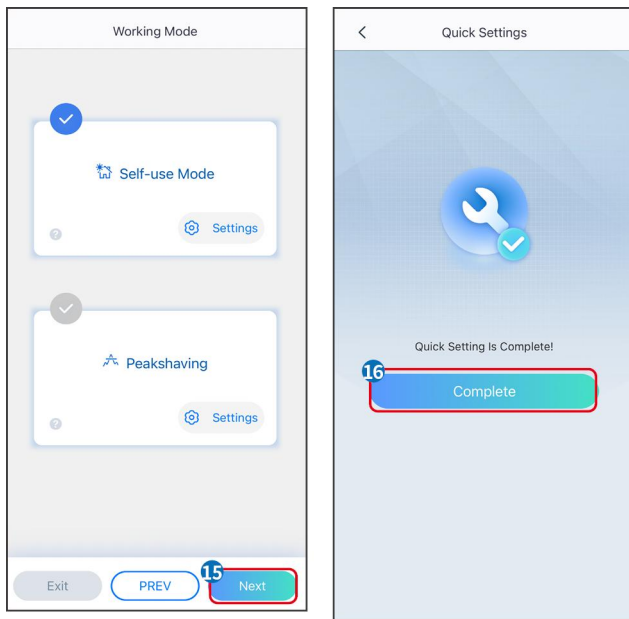 Working Mode
Self-use Mode
?
Settings
Peakshaving
?
Settings
Exit
PREV
15
Next
Quick Settings
Quick Setting Is Complete!
16
Complete